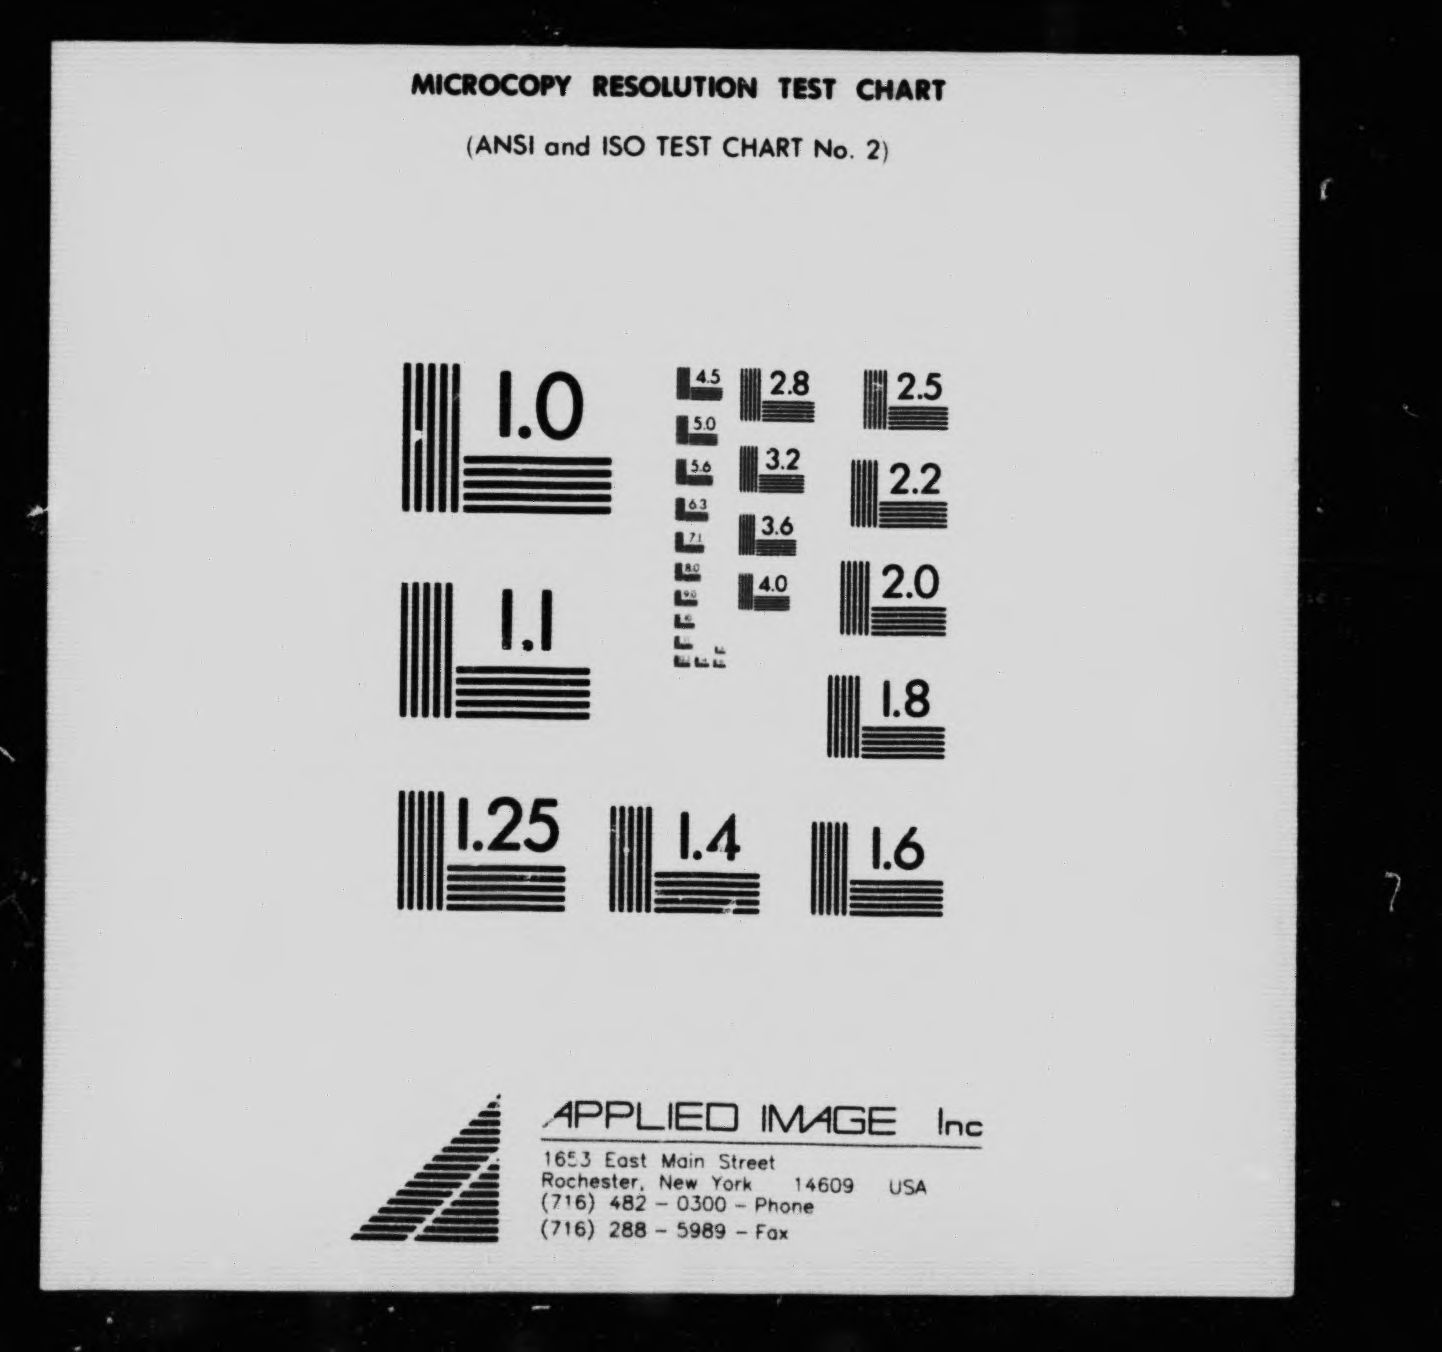 MICROCOPY RESOLUTION TEST CHART
(ANSI and ISO TEST CHART No. 2)
1.0
1.1
1.25
1.4
1.6
1.8
2.0
2.2
2.5
2.8
3.2
3.6
4.0
4.5
5.0
5.6
6.3
7.1
8.0
9.0
APPLIED IMAGE Inc
1653 East Main Street
Rochester, New York 14609 USA
(716) 482 - 0300 - Phone
(716) 288 - 5989 - Fax